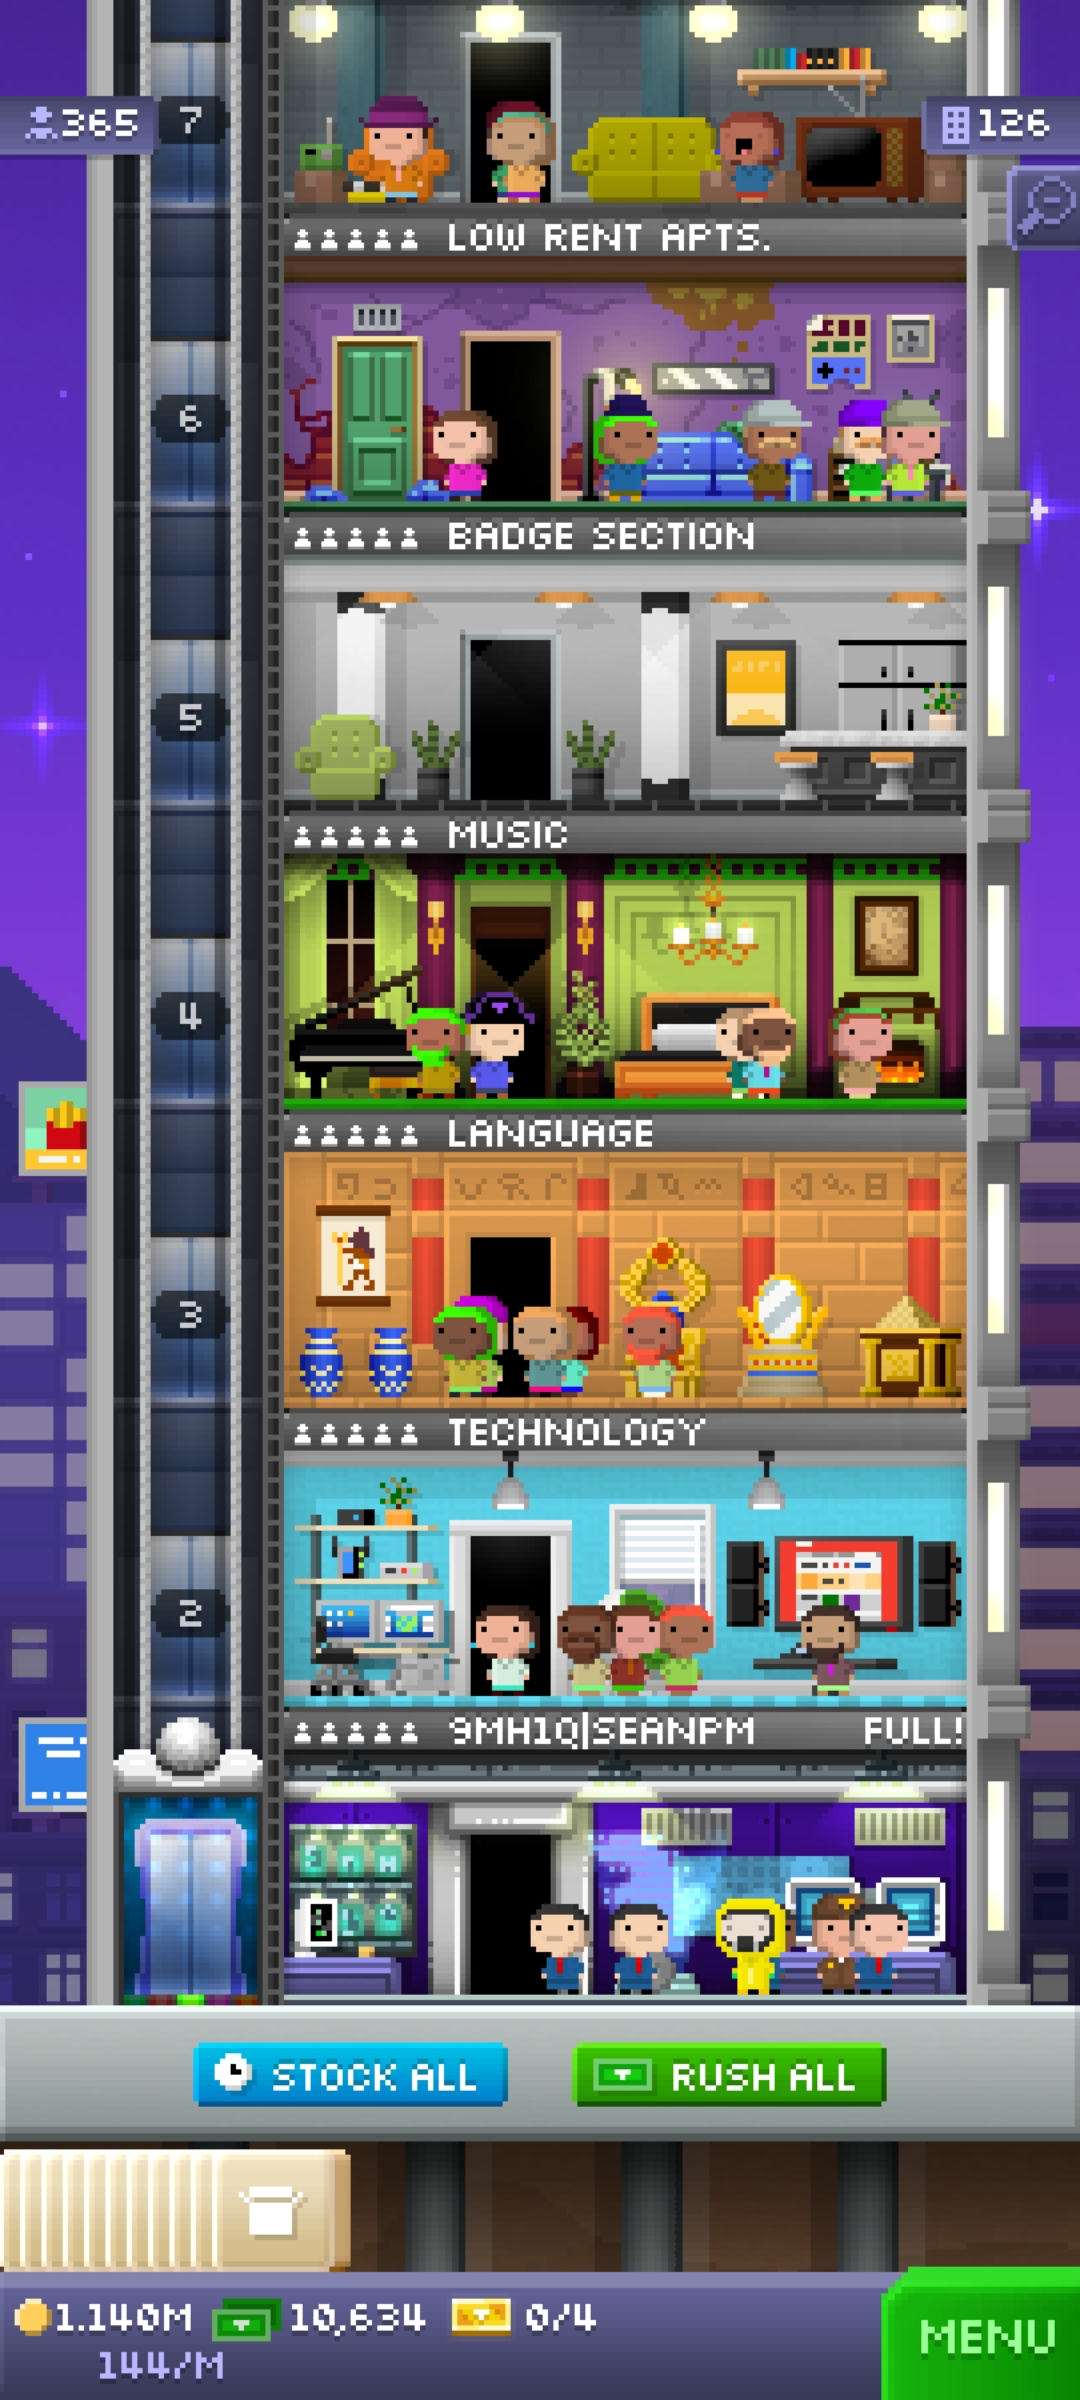 7
365
126
LOW RENT APTS.
6
BADGE SECTION
5
MUSIC
4
LANGUAGE
3
TECHNOLOGY
2
9MH1Q|SEANPM FULL!
STOCK ALL
RUSH ALL
1.140M 10,634 0/4
144/M
MENU